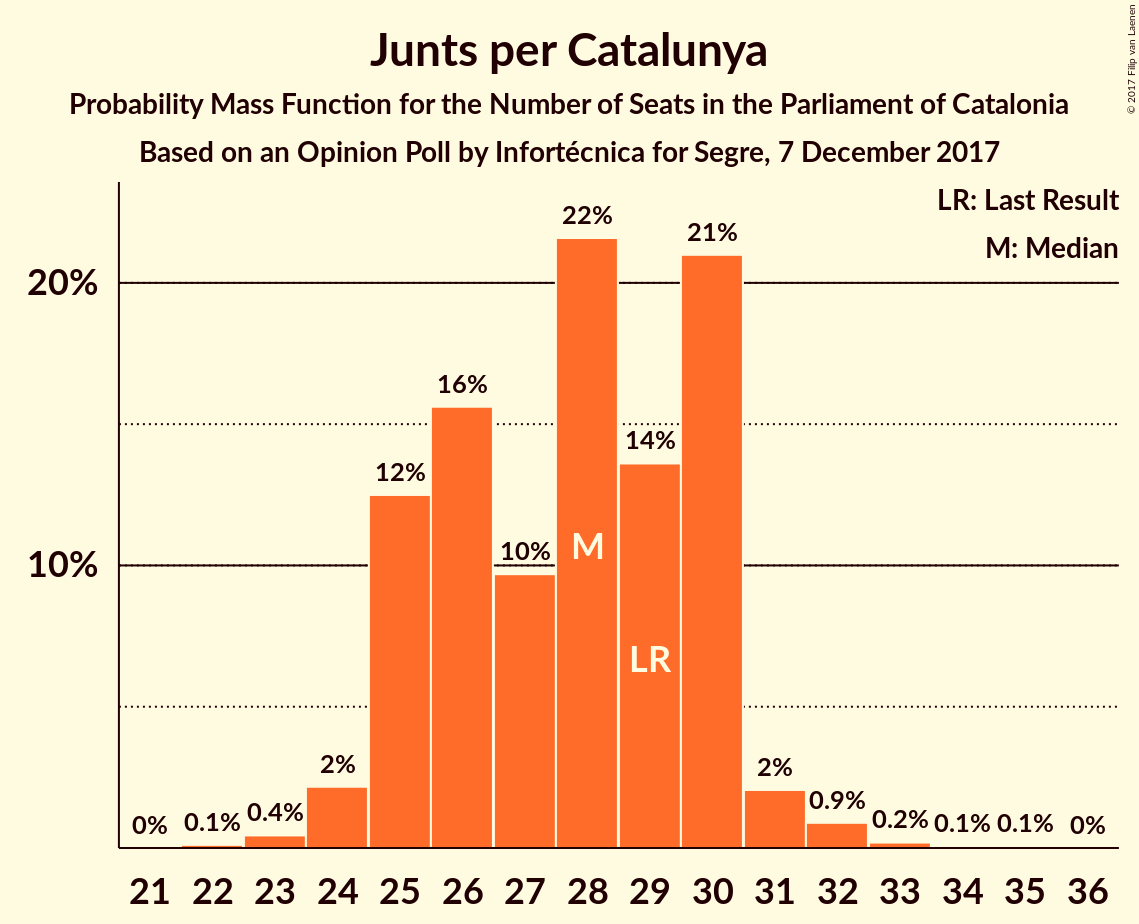 Junts per Catalunya
Probability Mass Function for the Number of Seats in the Parliament of Catalonia
Based on an Opinion Poll by Infortécnica for Segre, 7 December 2017
© 2017 Filip van Laenen
LR: Last Result
M: Median
20%
10%
0%
0.1%
0.4%
2%
12%
16%
10%
22%
14%
21%
2%
0.9%
0.2%
0.1%
0.1%
0%
M
LR
21 22 23 24 25 26 27 28 29 30 31 32 33 34 35 36